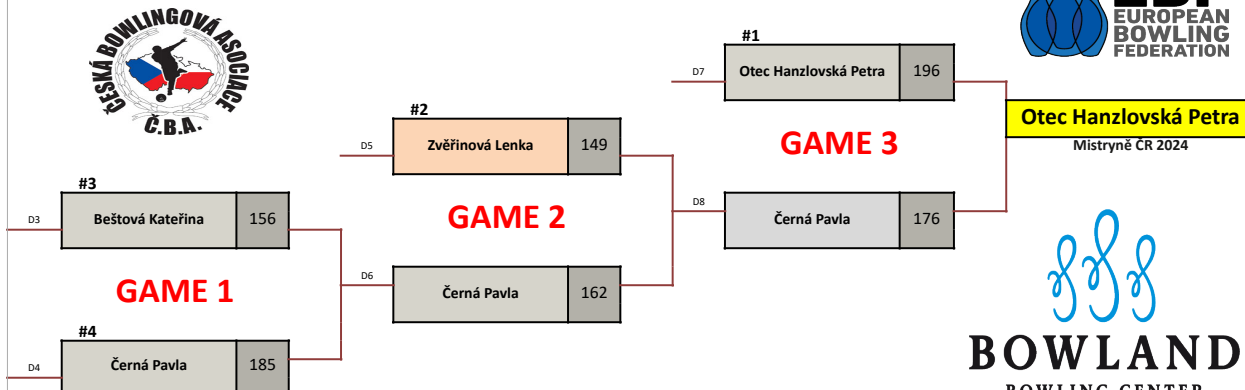 ČESKÁ BOWLINGOVÁ ASOCIACE
Č.B.A.
EUROPEAN
BOWLING
FEDERATION
#1
D7
Otec Hanzlovská Petra
196
Otec Hanzlovská Petra
Mistryně ČR 2024
#2
D5
Zvěřinová Lenka
149
GAME 3
#3
D3
Beštová Kateřina
156
GAME 2
D8
Černá Pavla
176
GAME 1
D6
Černá Pavla
162
#4
D4
Černá Pavla
185
BOWLAND
BOWLING CENTER